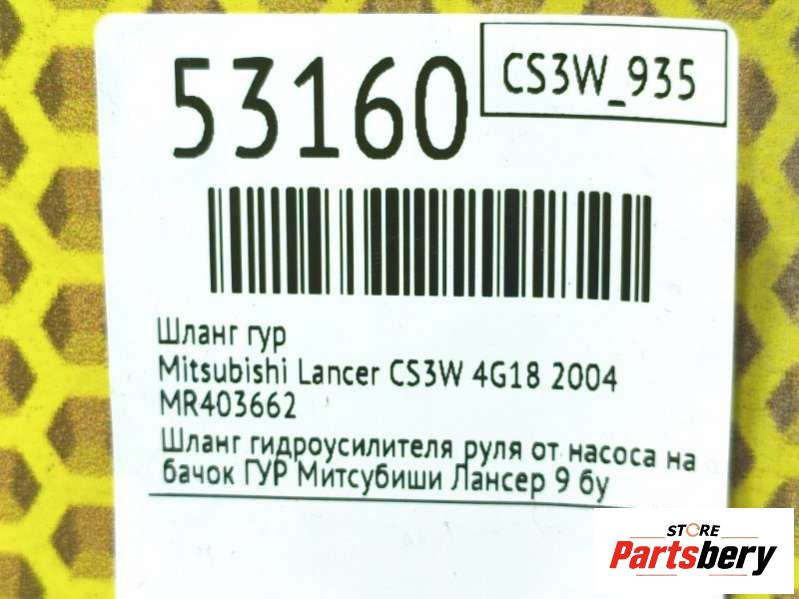 53160
CS3W_935
Шланг гур
Mitsubishi Lancer CS3W 4G18 2004
MR403662
Шланг гидроусилителя руля от насоса на
бачок ГУР Митсубиши Лансер 9 бу
STORE
Partsbery